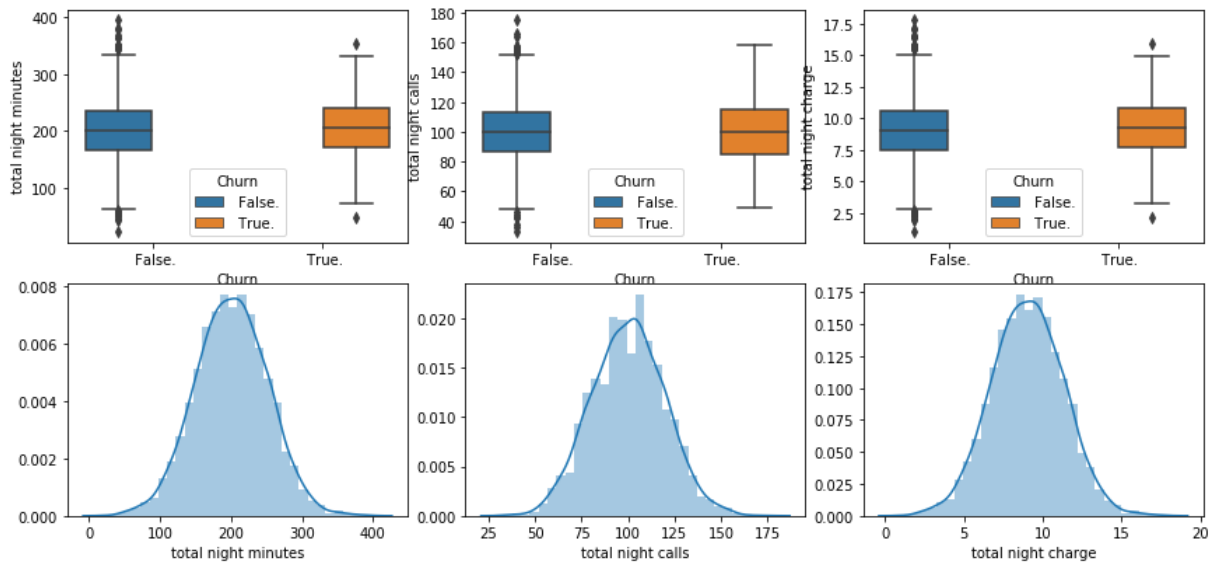 total night minutes
400
300
200
100
Churn
False.
True.
False.
True.
Churn
total night calls
180
160
140
120
100
80
60
40
Churn
False.
True.
False.
True.
Churn
total night charge
17.5
15.0
12.5
10.0
7.5
5.0
2.5
Churn
False.
True.
False.
True.
Churn
0.008
0.006
0.004
0.002
0.000
0
100
200
300
400
total night minutes
0.020
0.015
0.010
0.005
0.000
25
50
75
100
125
150
175
total night calls
0.175
0.150
0.125
0.100
0.075
0.050
0.025
0.000
0
5
10
15
20
total night charge